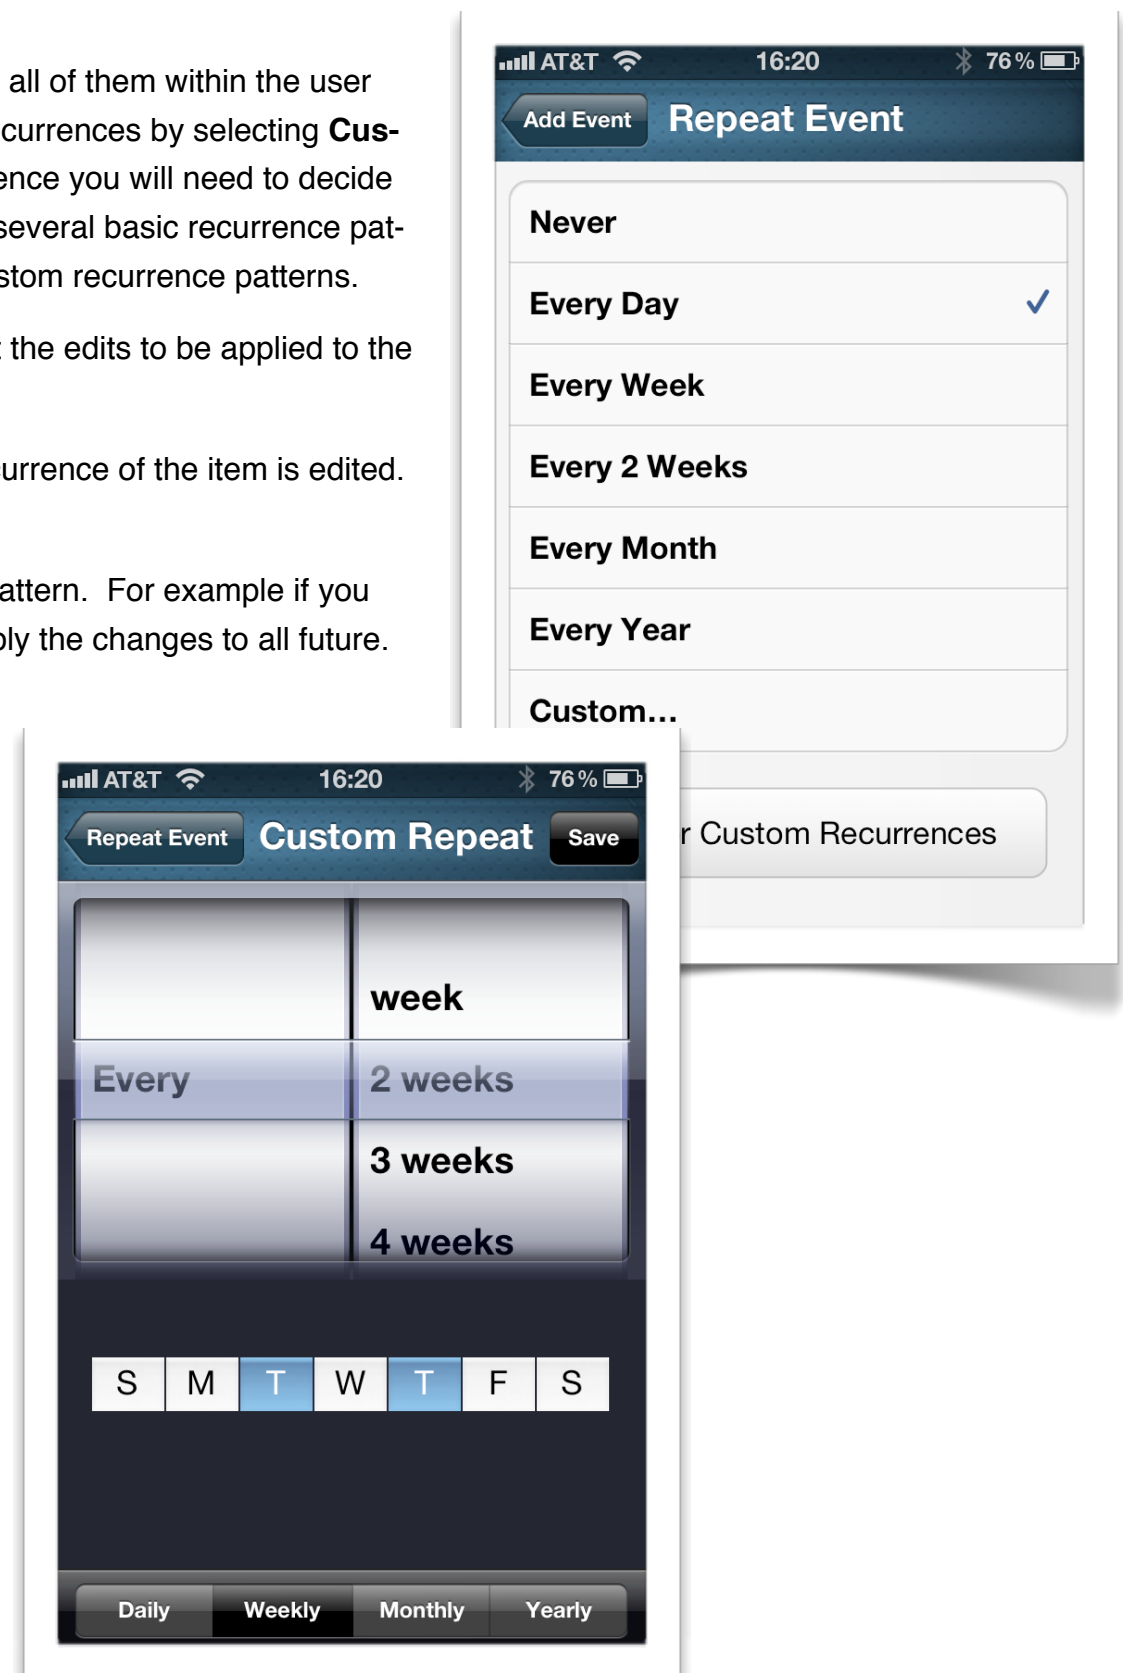 all of them within the user
currences by selecting Cus-
ence you will need to decide
several basic recurrence pat-
stom recurrence patterns.
the edits to be applied to the
currence of the item is edited.
attern. For example if you
ply the changes to all future.
AT&T 16:20 76%
Add Event Repeat Event
Never
Every Day
Every Week
Every 2 Weeks
Every Month
Every Year
Custom...
r Custom Recurrences
AT&T 16:20 76%
Repeat Event Custom Repeat Save
week
Every 2 weeks
3 weeks
4 weeks
S M T W T F S
Daily Weekly Monthly Yearly